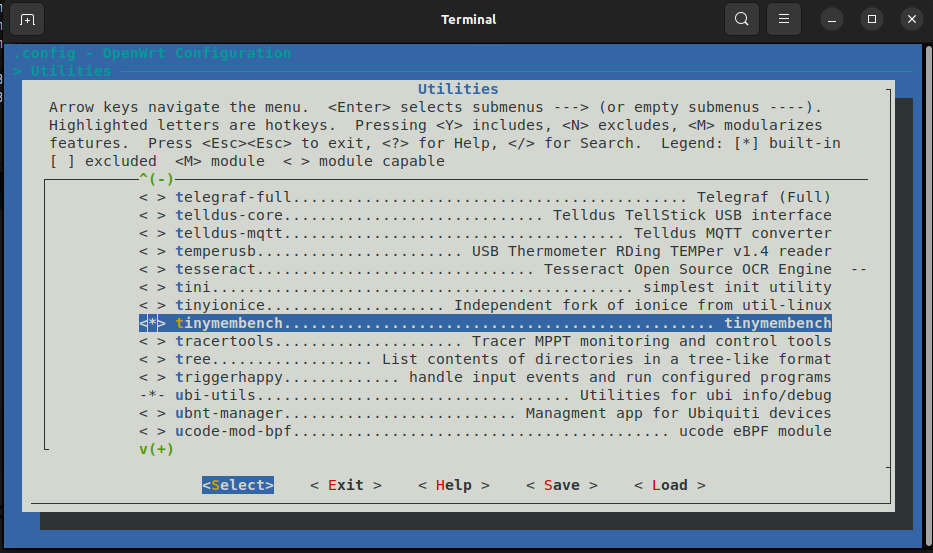 Terminal
.config - OpenWrt Configuration
> Utilities
Utilities
Arrow keys navigate the menu.  <Enter> selects submenus ---> (or empty submenus ----).
Highlighted letters are hotkeys.  Pressing <Y> includes, <N> excludes, <M> modularizes
features.  Press <Esc><Esc> to exit, <?> for Help, </> for Search.  Legend: [*] built-in
[ ] excluded  <M> module  < > module capable
^(-)
< > telegraf-full............................................ Telegraf (Full)
< > telldus-core............................. Telldus TellStick USB interface
< > telldus-mqtt...................................... Telldus MQTT converter
< > temperusb....................... USB Thermometer RDing TEMPer v1.4 reader
< > tesseract............................... Tesseract Open Source OCR Engine  --
< > tini............................................... simplest init utility
< > tinyionice.................... Independent fork of ionice from util-linux
<*> tinymembench................................................ tinymembench
< > tracertools...................... Tracer MPPT monitoring and control tools
< > tree.................. List contents of directories in a tree-like format
< > triggerhappy.............. handle input events and run configured programs
-*- ubi-utils................................... Utilities for ubi info/debug
< > ubnt-manager.......................... Managment app for Ubiquiti devices
< > ucode-mod-bpf.......................................... ucode eBPF module
v(+)
<Select>    < Exit >    < Help >    < Save >    < Load >